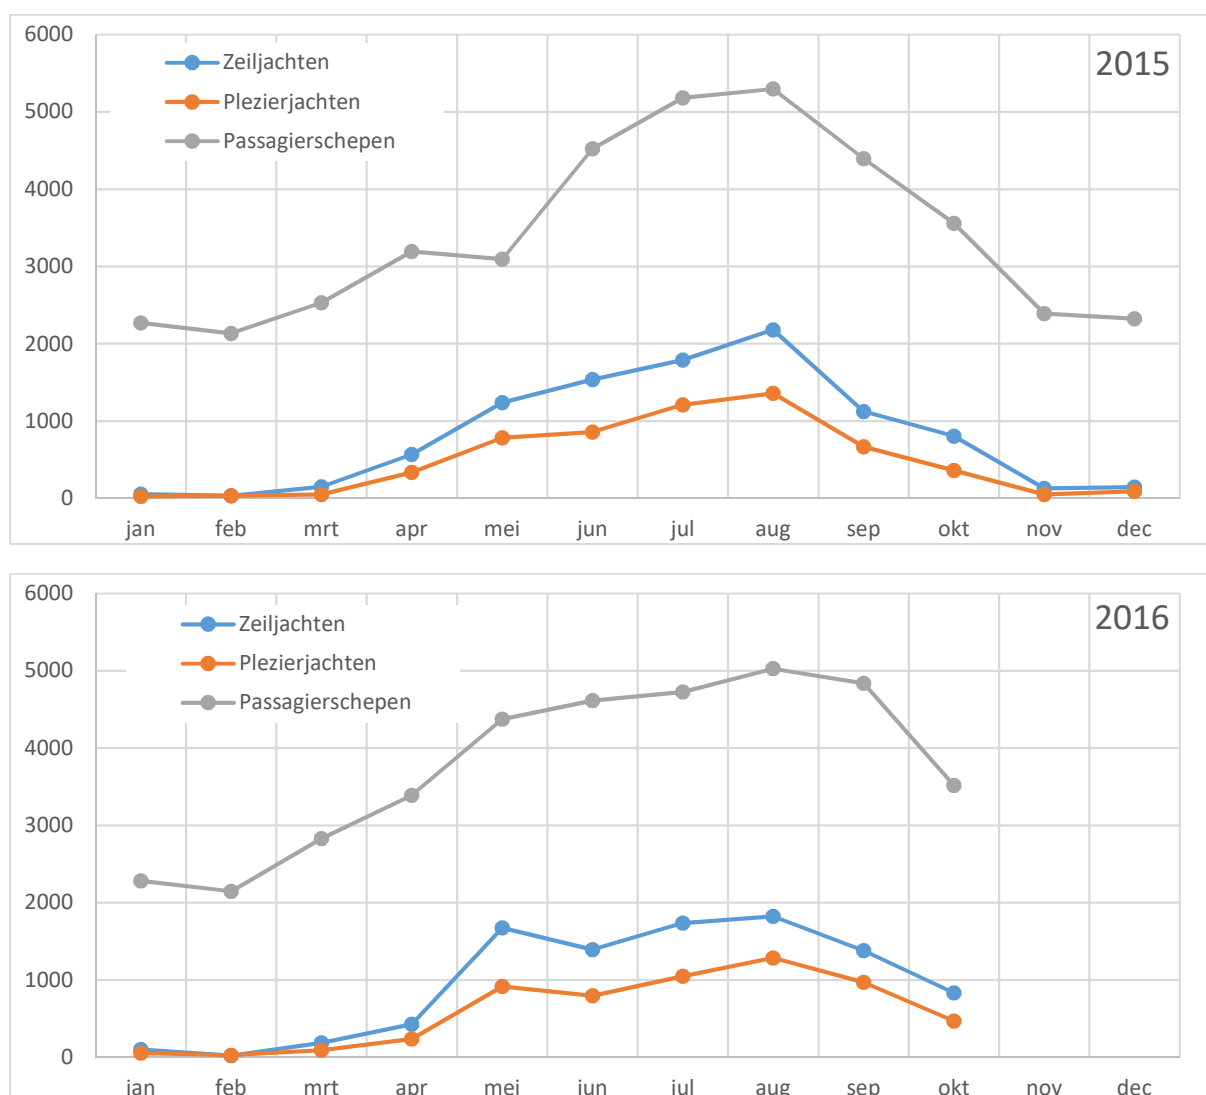 6000
2015
Zeiljachten
Plezierjachten
Passagierschepen
5000
4000
3000
2000
1000
0
jan feb mrt apr mei jun jul aug sep okt nov dec
6000
2016
Zeiljachten
Plezierjachten
Passagierschepen
5000
4000
3000
2000
1000
0
jan feb mrt apr mei jun jul aug sep okt nov dec